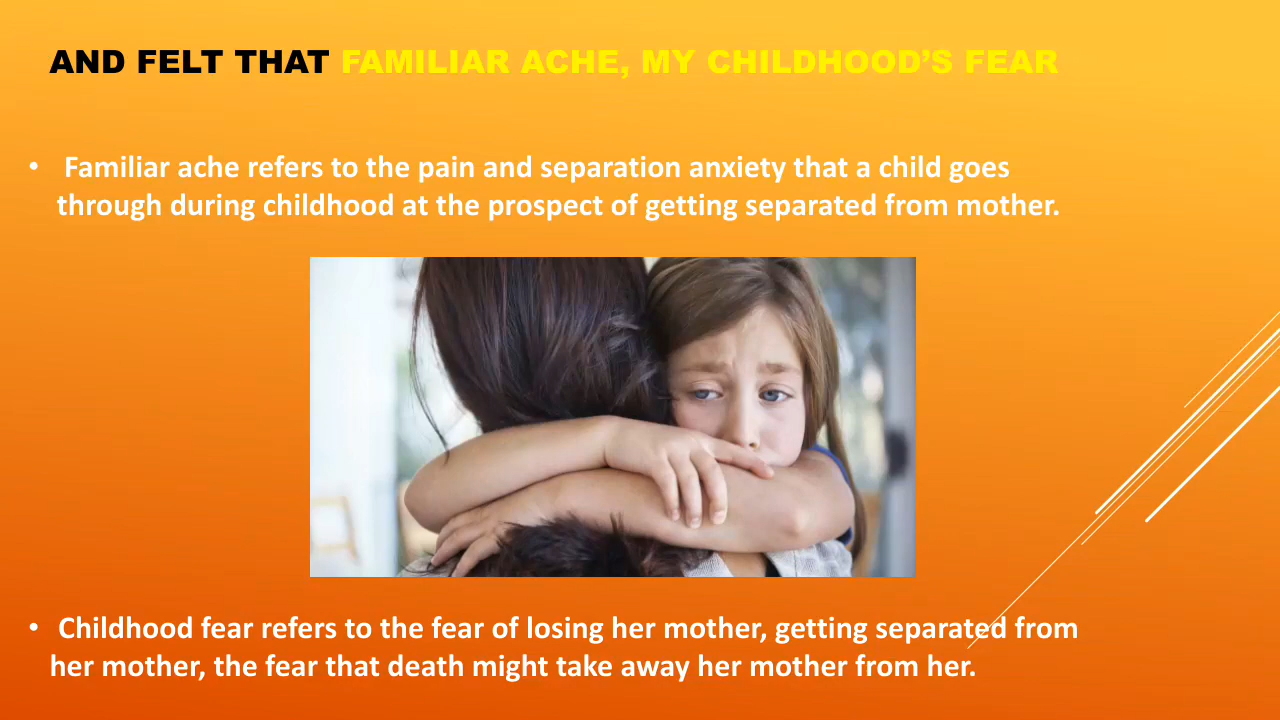 AND FELT THAT FAMILIAR ACHE, MY CHILDHOOD’S FEAR
• Familiar ache refers to the pain and separation anxiety that a child goes
through during childhood at the prospect of getting separated from mother.
• Childhood fear refers to the fear of losing her mother, getting separated from
her mother, the fear that death might take away her mother from her.